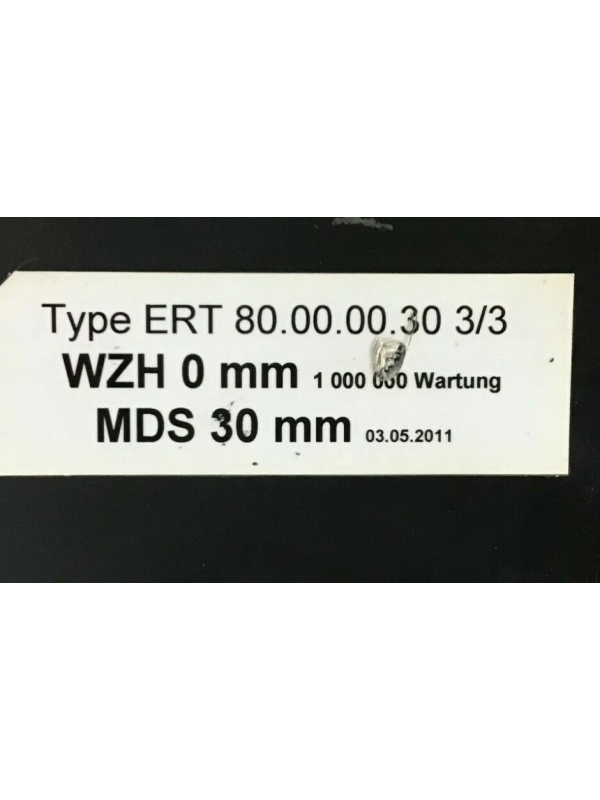 Type ERT 80.00.00.30 3/3
WZH 0 mm 1 000 000 Wartung
MDS 30 mm 03.05.2011